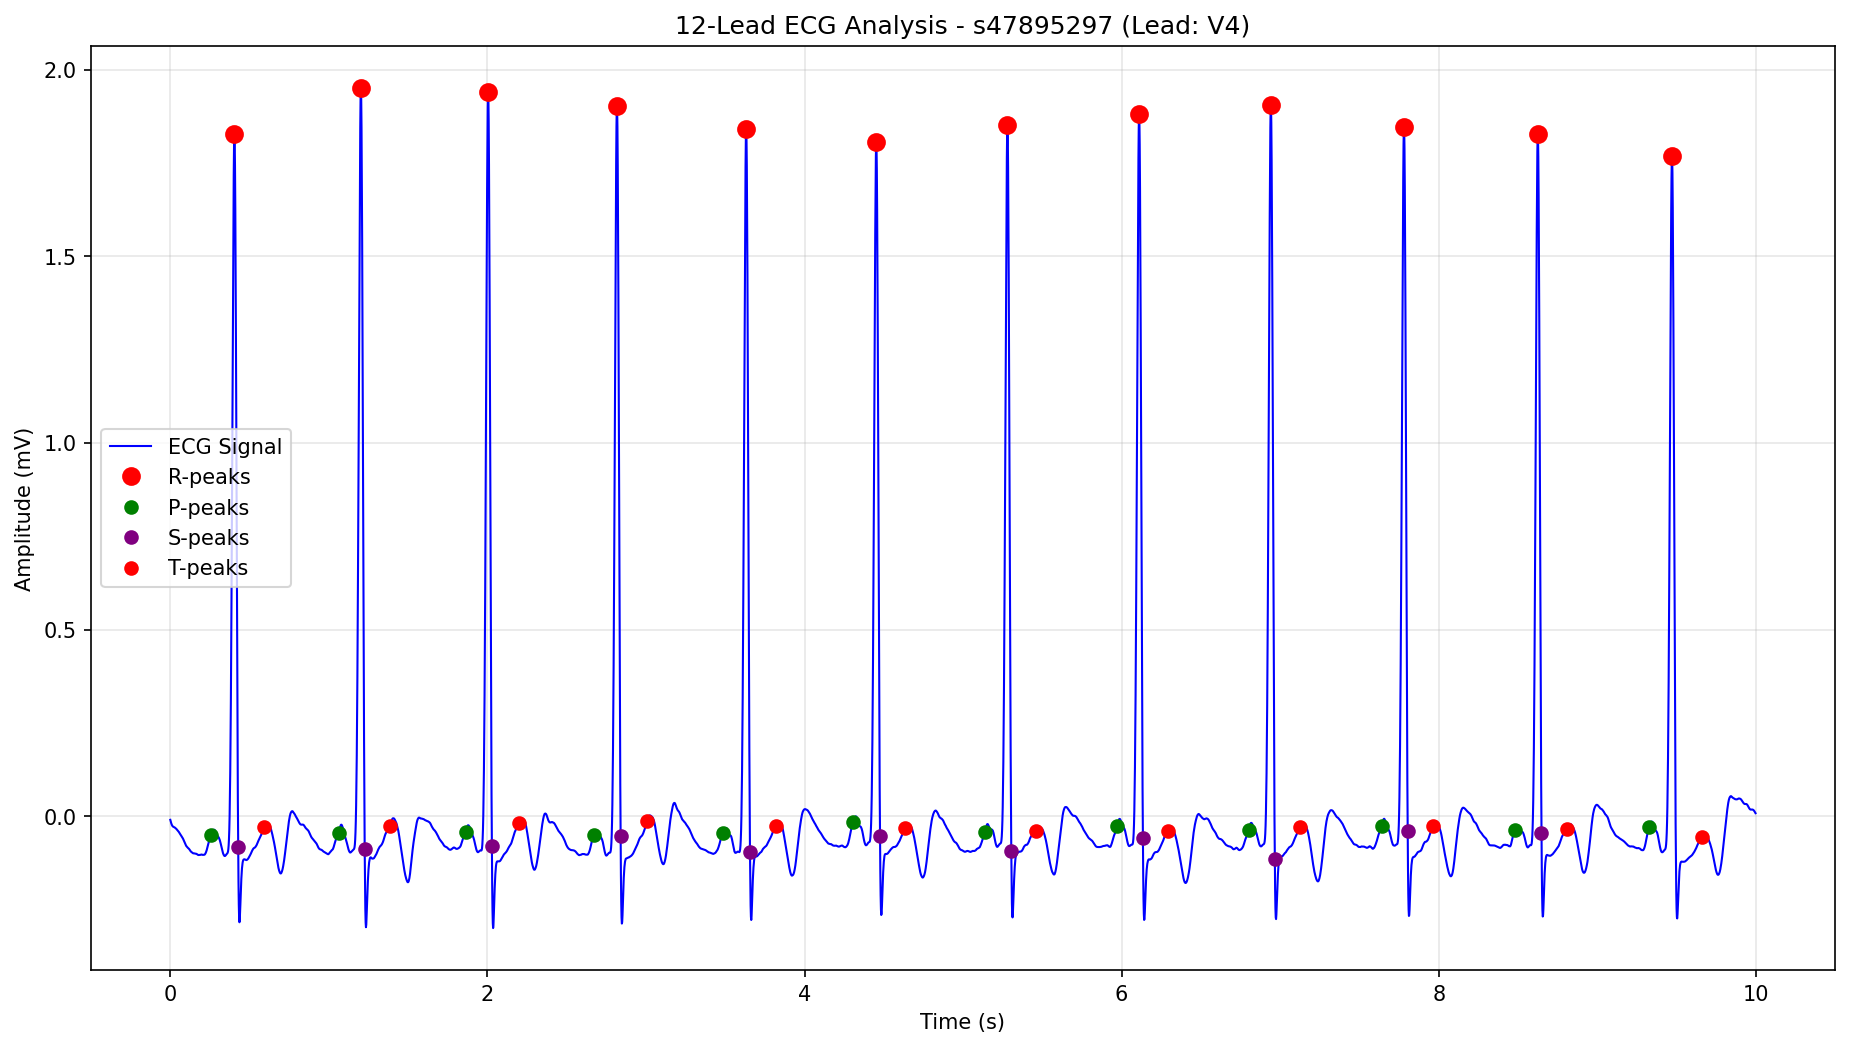 12-Lead ECG Analysis - s47895297 (Lead: V4)
2.0
1.5
1.0
0.5
0.0
Amplitude (mV)
ECG Signal
R-peaks
P-peaks
S-peaks
T-peaks
0 2 4 6 8 10
Time (s)